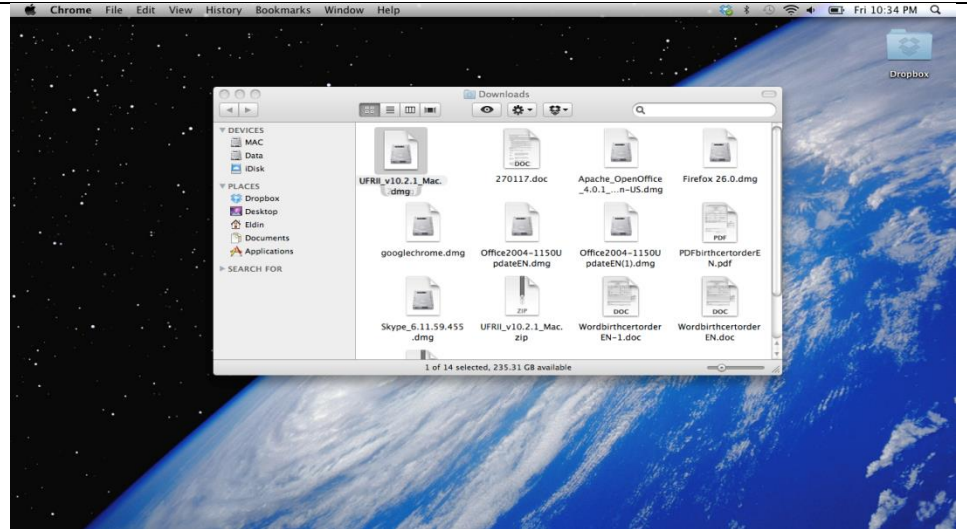 Chrome File Edit View History Bookmarks Window Help Fri 10:34 PM
Dropbox
Downloads
DEVICES
MAC
Data
iDisk
PLACES
Dropbox
Desktop
Eldin
Documents
Applications
SEARCH FOR
UFRII_v10.2.1_Mac.
dmg
DOC
270117.doc
Apache_OpenOffice
_4.0.1_...n-US.dmg
Firefox 26.0.dmg
googlechrome.dmg
Office2004-1150U
pdateEN.dmg
Office2004-1150U
pdateEN(1).dmg
PDF
PDFbirthcertorderE
N.pdf
Skype_6.11.59.455
.dmg
ZIP
UFRII_v10.2.1_Mac.
zip
DOC
Wordbirthcertorder
EN-1.doc
DOC
Wordbirthcertorder
EN.doc
1 of 14 selected, 235.31 GB available